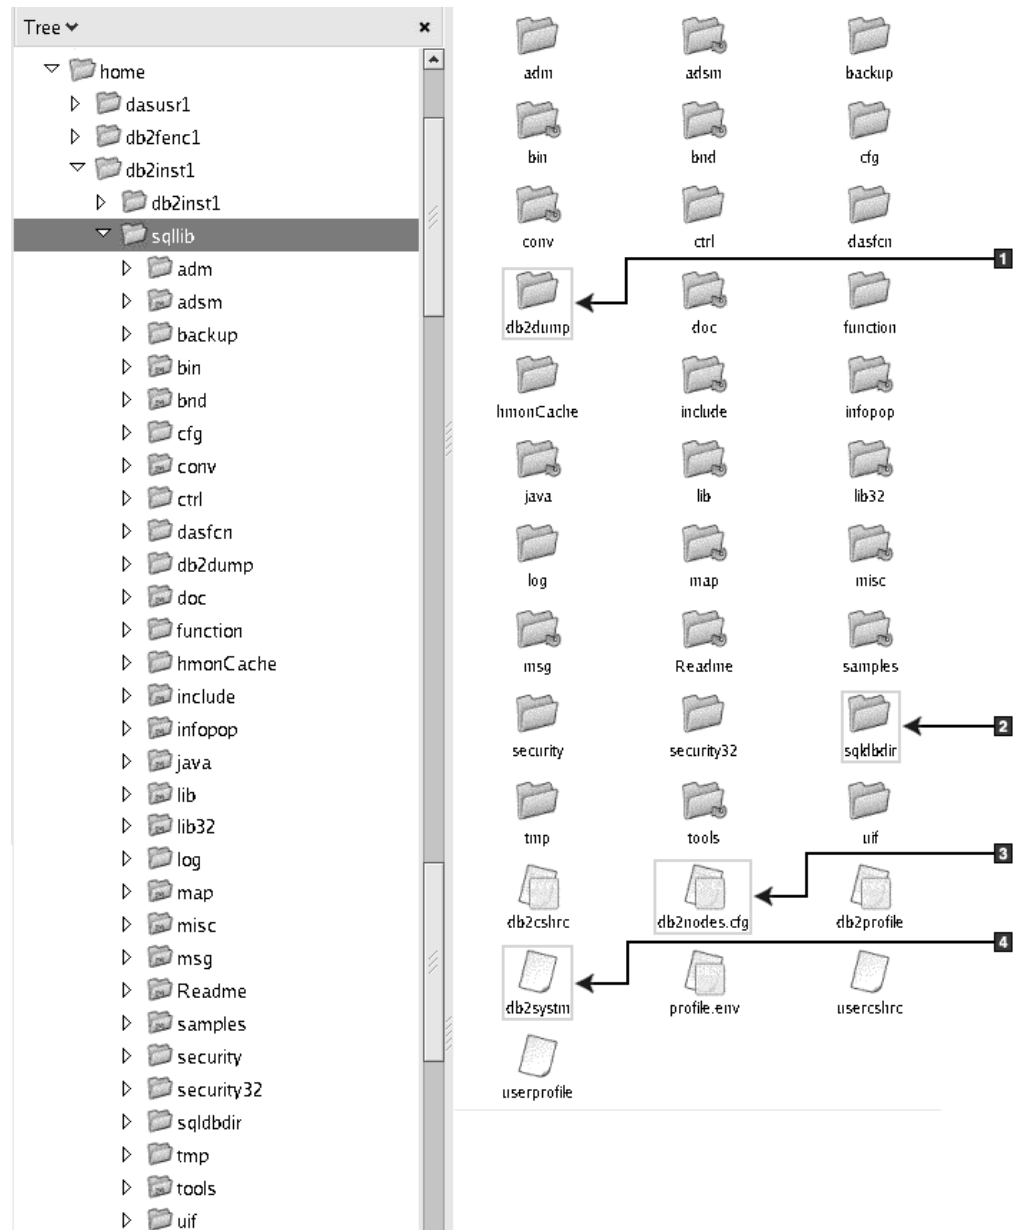 Tree
home
dasusr1
db2fenc1
db2inst1
db2inst1
sqllib
adm
adsm
backup
bin
bnd
cfg
conv
ctrl
dasfcn
db2dump
doc
function
hmonCache
include
infopop
java
lib
lib32
log
map
misc
msg
Readme
samples
security
security32
sqldbdir
tmp
tools
uif
adm adsm backup
bin bnd cfg
conv ctrl dasfcn
1
db2dump doc function
hmonCache include infopop
java lib lib32
log map misc
msg Readme samples
2
security security32 sqldbdir
tmp tools uif
3
db2cshrc db2nodes.cfg db2profile
4
db2systm profile.env usercshrc
userprofile